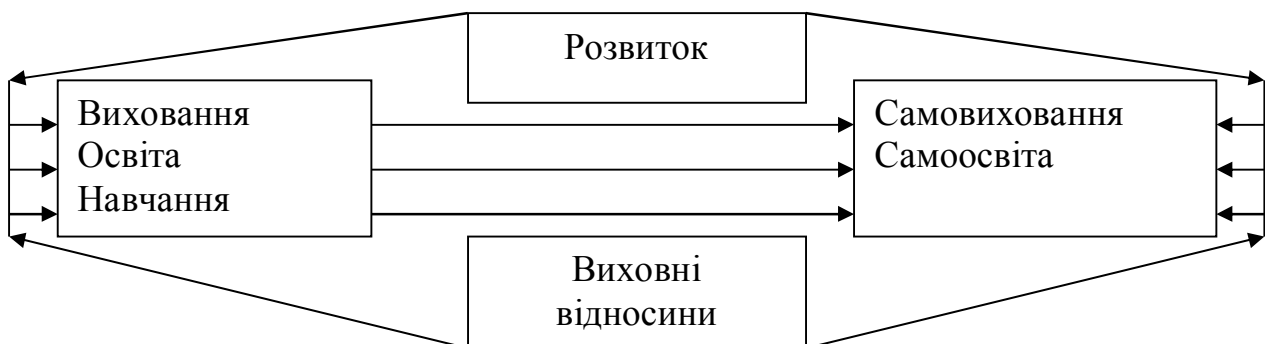 Розвиток
Виховання
Освіта
Навчання
Самовиховання
Самоосвіта
Виховні
відносини